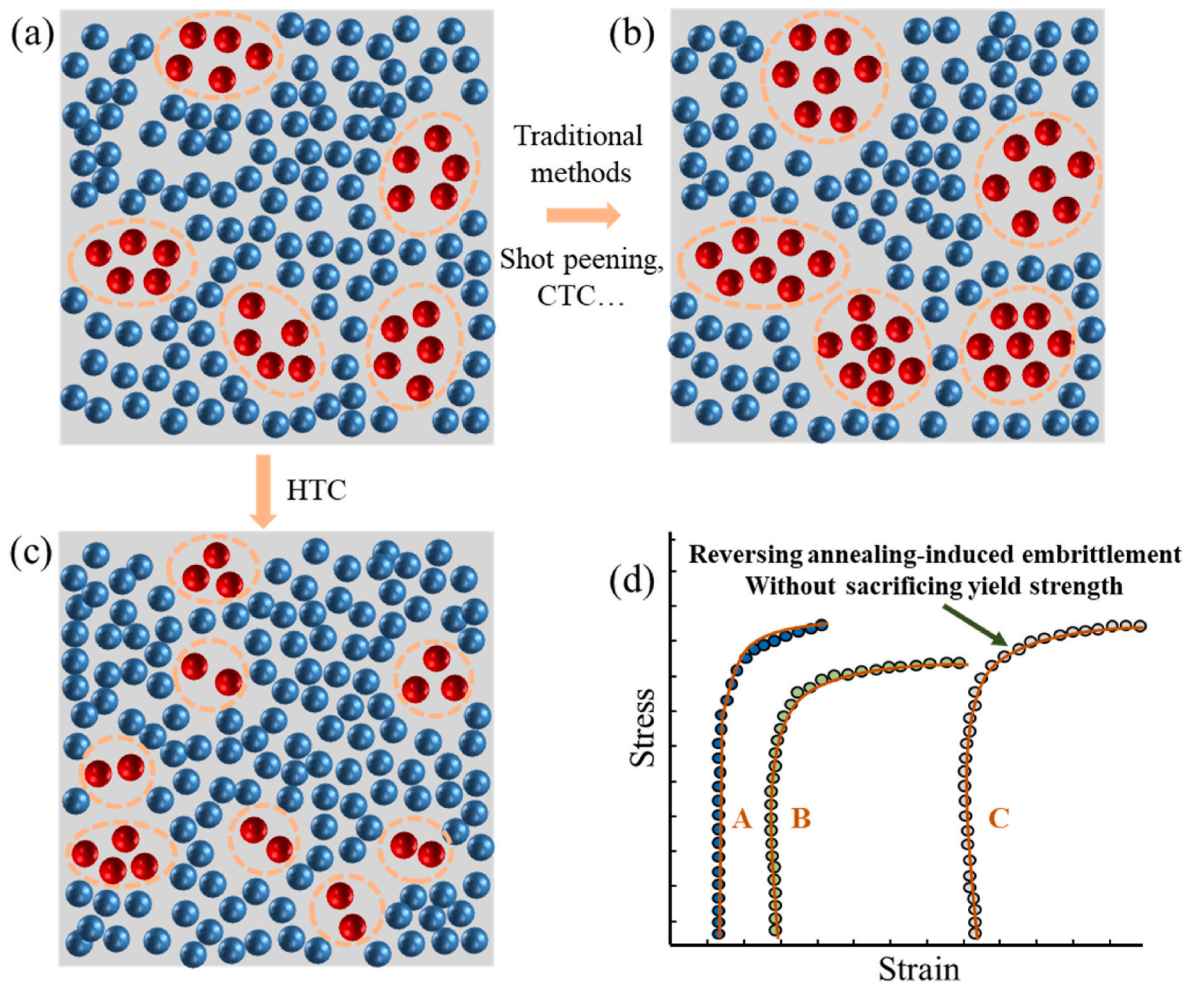 (a)
(b)
Traditional
methods
Shot peening,
CTC…
HTC
(c)
(d)
Reversing annealing-induced embrittlement
Without sacrificing yield strength
Stress
A
B
C
Strain